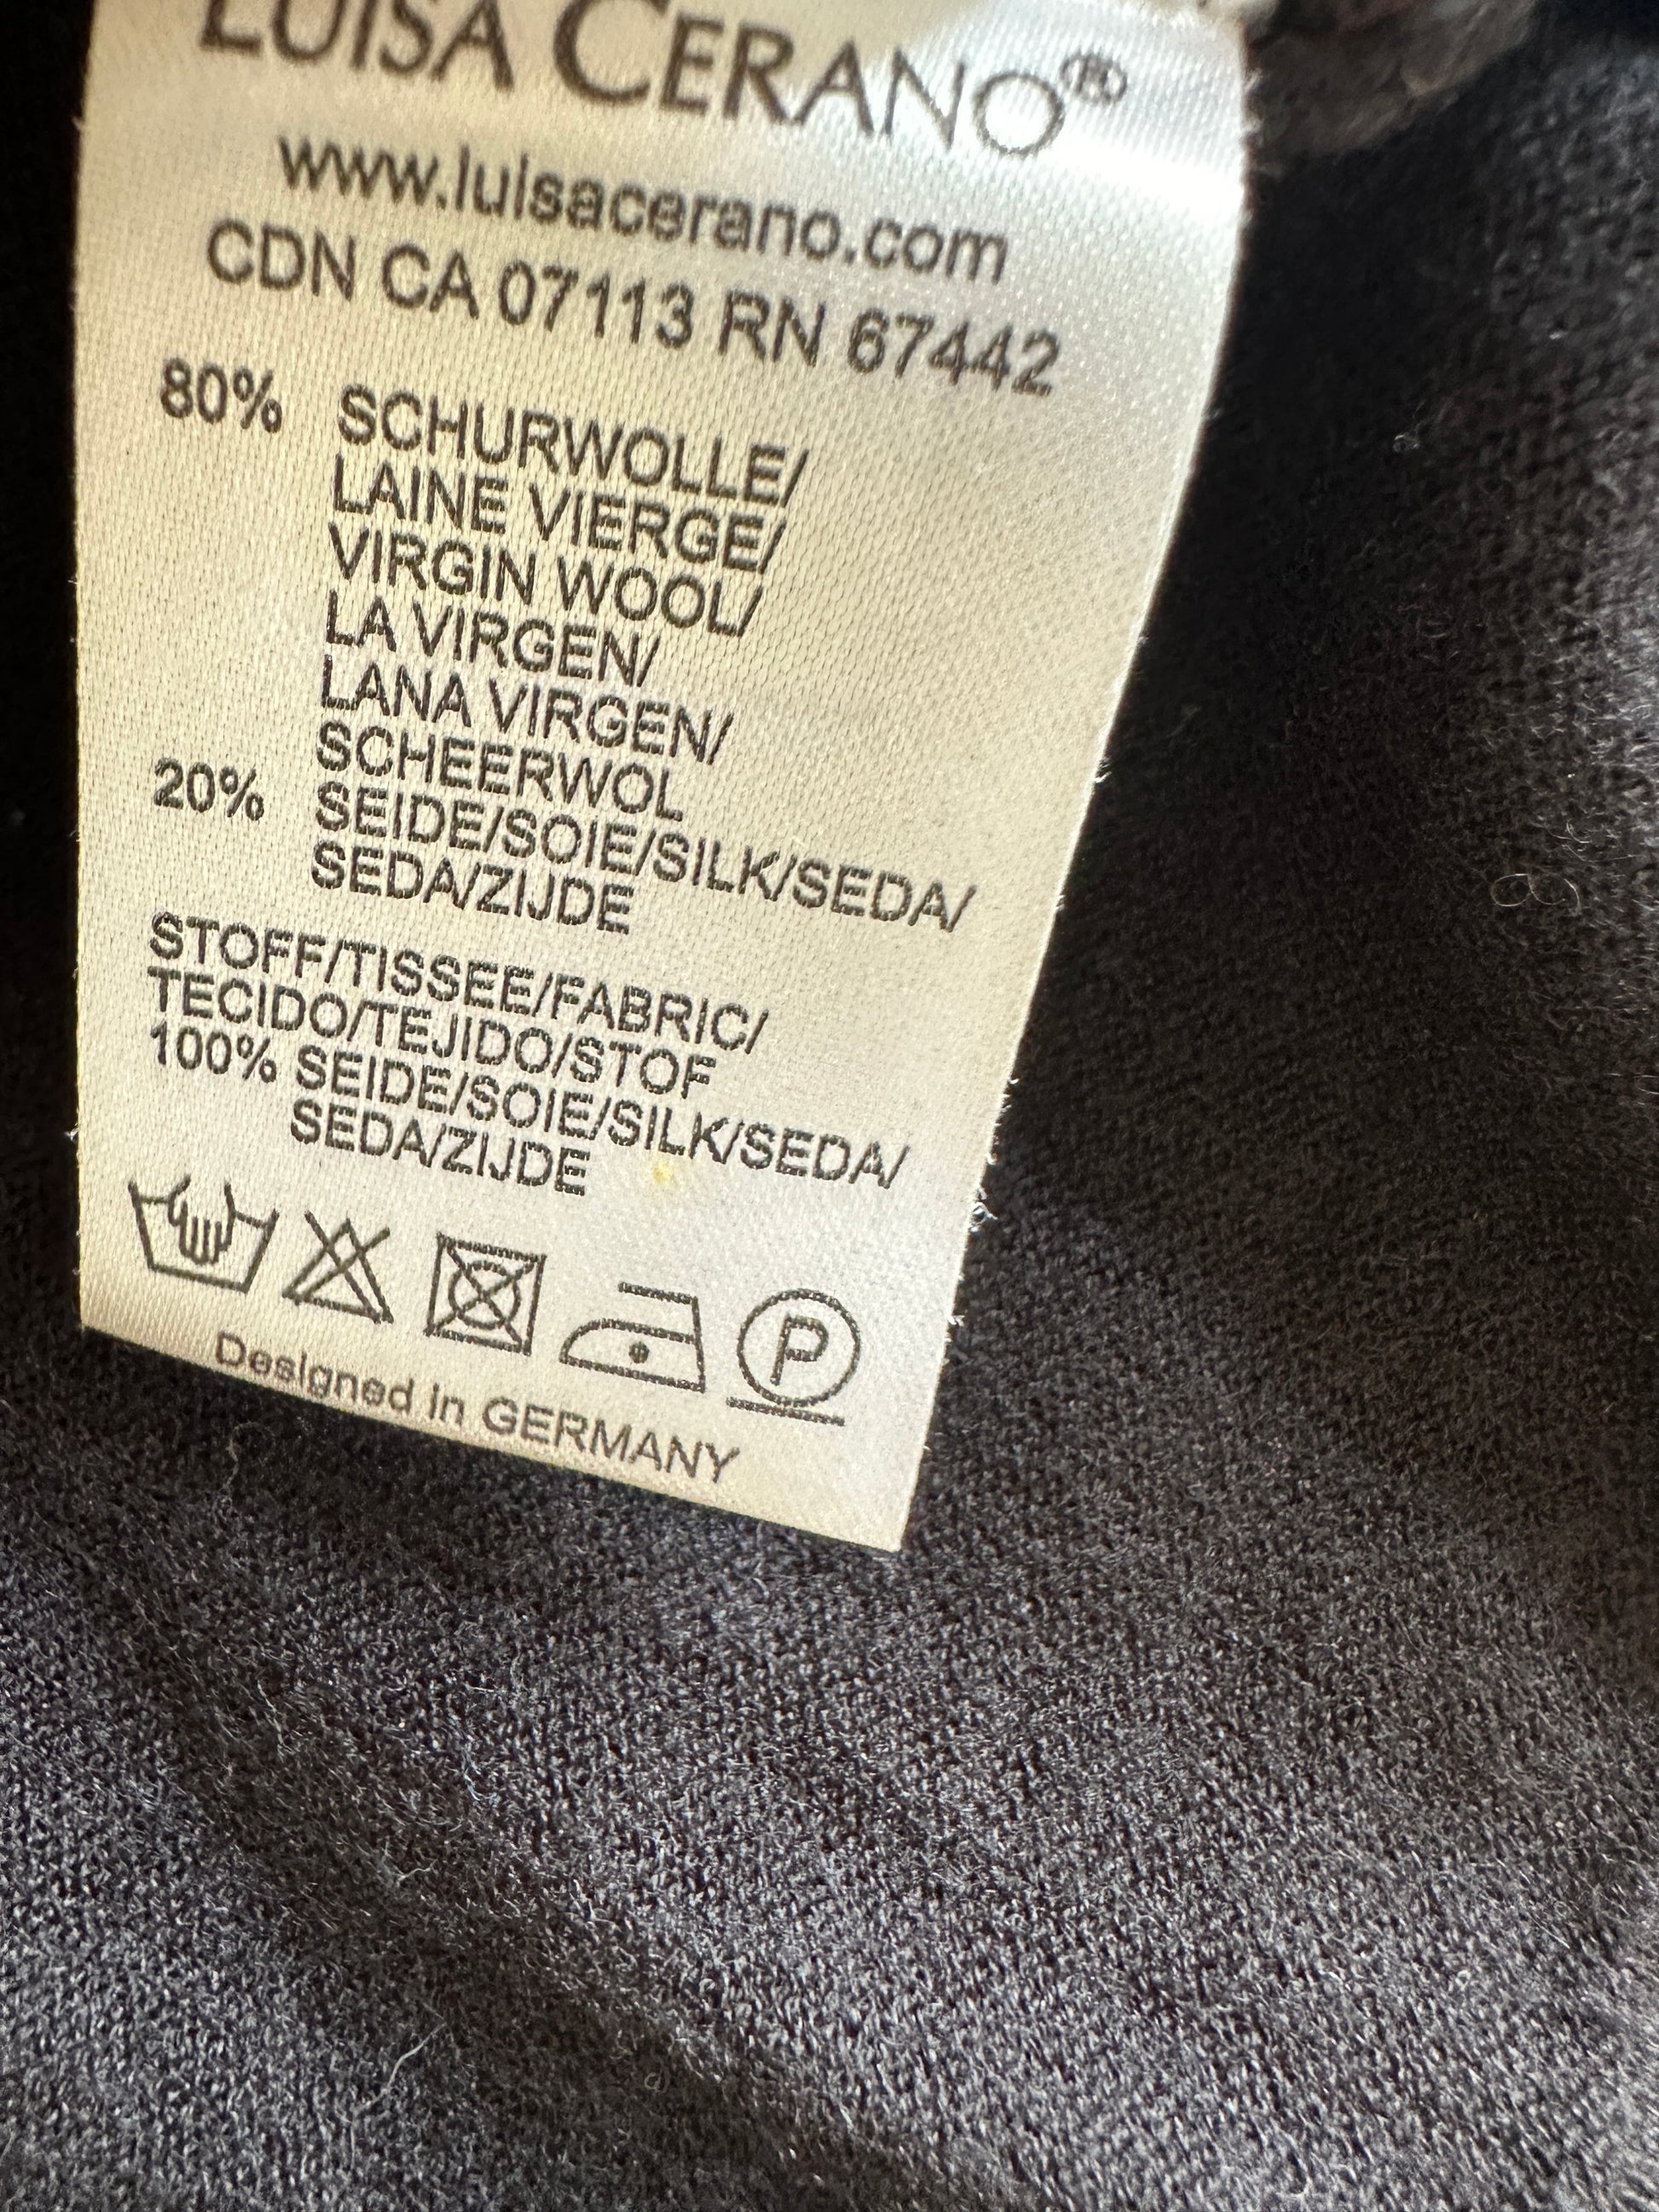 LUISA CERANO®
www.luisacerano.com
CDN CA 07113 RN 67442
80% SCHURWOLLE/
LAINE VIERGE/
VIRGIN WOOL/
LA VIRGEN/
LANA VIRGEN/
SCHEERWOL
20% SEIDE/SOIE/SILK/SEDA/
SEDA/ZIJDE
STOFF/TISSEE/FABRIC/
TECIDO/TEJIDO/STOF
100% SEIDE/SOIE/SILK/SEDA/
SEDA/ZIJDE
P
Designed in GERMANY